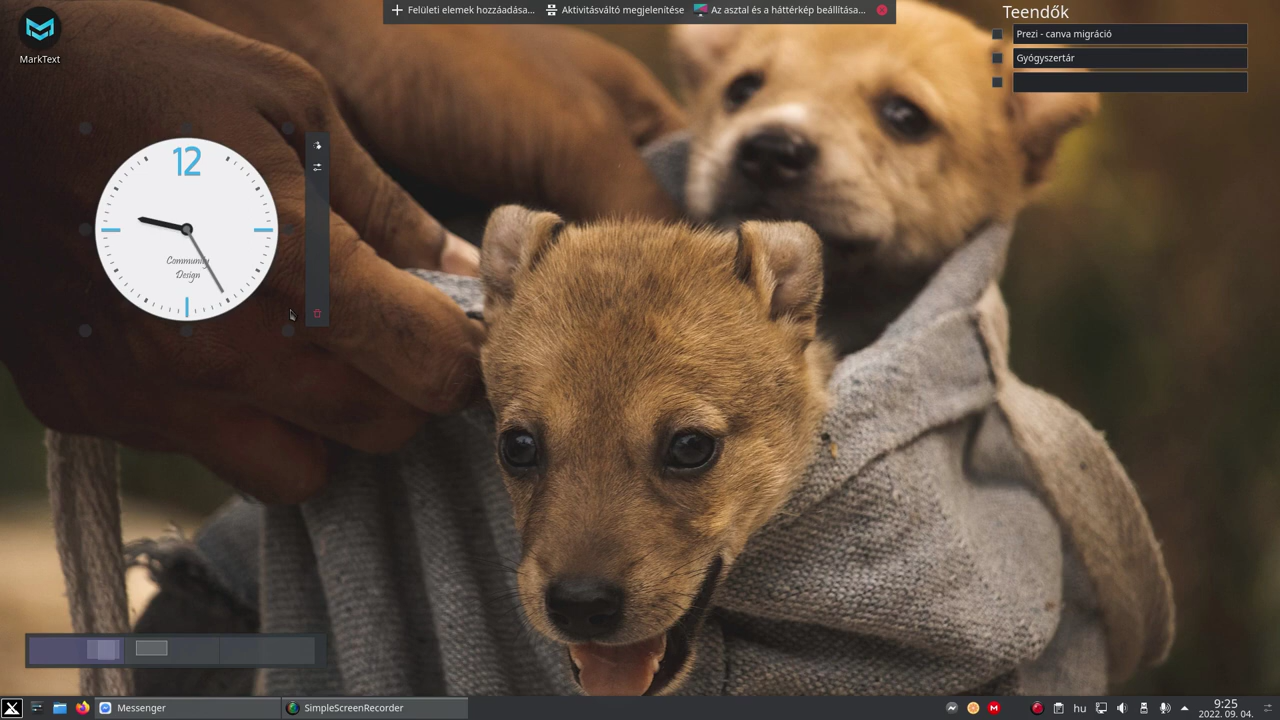 Felületi elemek hozzáadása...
Aktivitásváltó megjelenítése
Az asztal és a háttérkép beállítása...
Teendők
Prezi - canva migráció
Gyógyszertár
MarkText
12
Community
Design
Messenger
SimpleScreenRecorder
hu
9:25
2022. 09. 04.